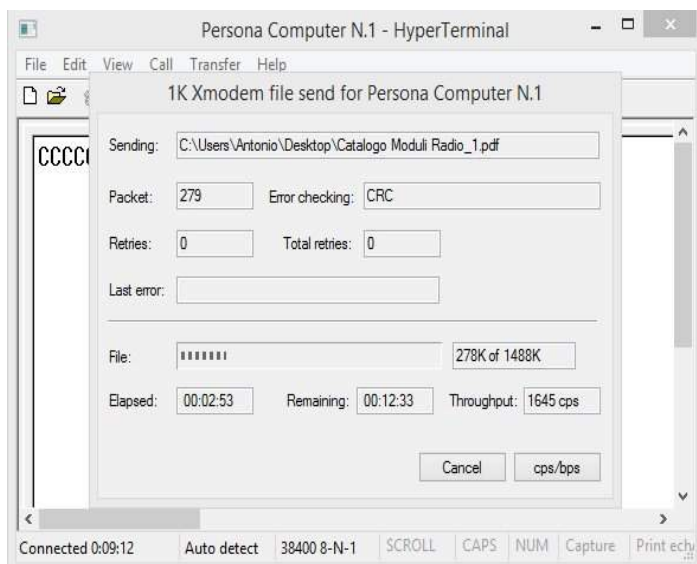 Persona Computer N.1 - HyperTerminal
File Edit View Call Transfer Help
1K Xmodem file send for Persona Computer N.1
Sending: C:\Users\Antonio\Desktop\Catalogo Moduli Radio_1.pdf
Packet: 279 Error checking: CRC
Retries: 0 Total retries: 0
Last error:
File: 278K of 1488K
Elapsed: 00:02:53 Remaining: 00:12:33 Throughput: 1645 cps
Cancel cps/bps
Connected 0:09:12 Auto detect 38400 8-N-1 SCROLL CAPS NUM Capture Print echo